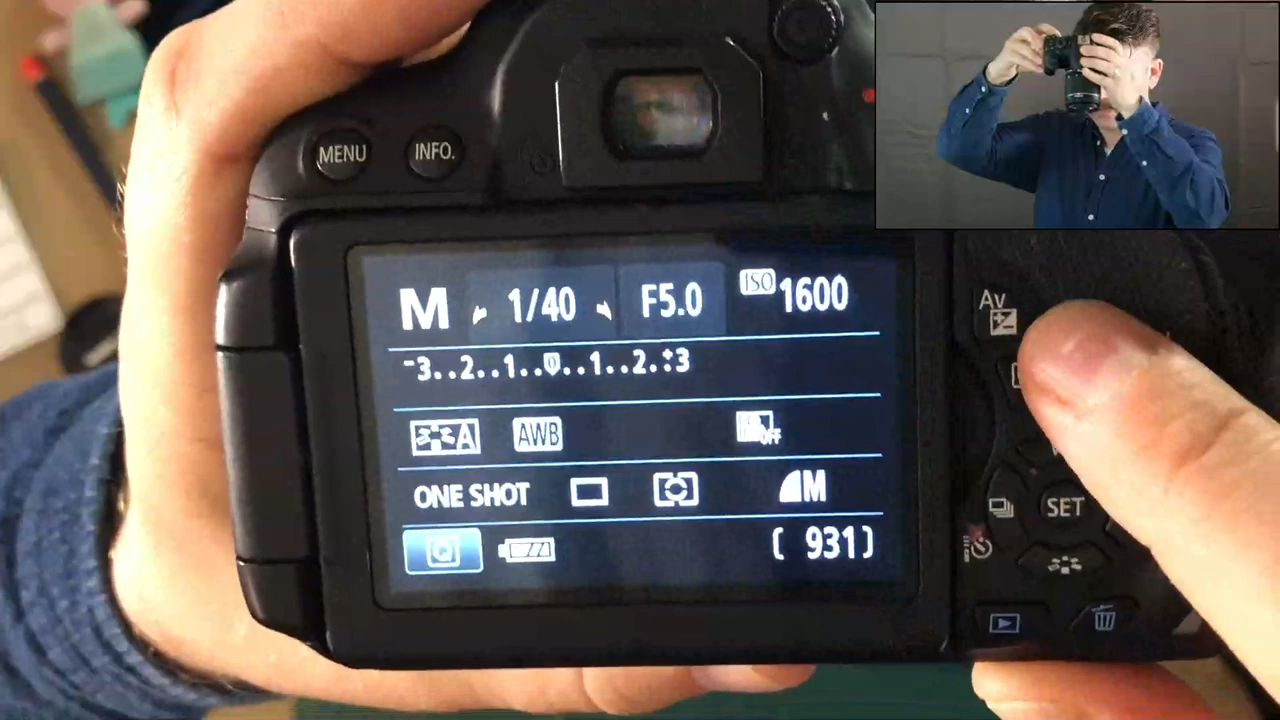 MENU INFO.
M 1/40 F5.0 ISO 1600
-3..2..1..0..1..2.:+3
A AWB OFF
ONE SHOT M
Q [ 931]
Av
SET